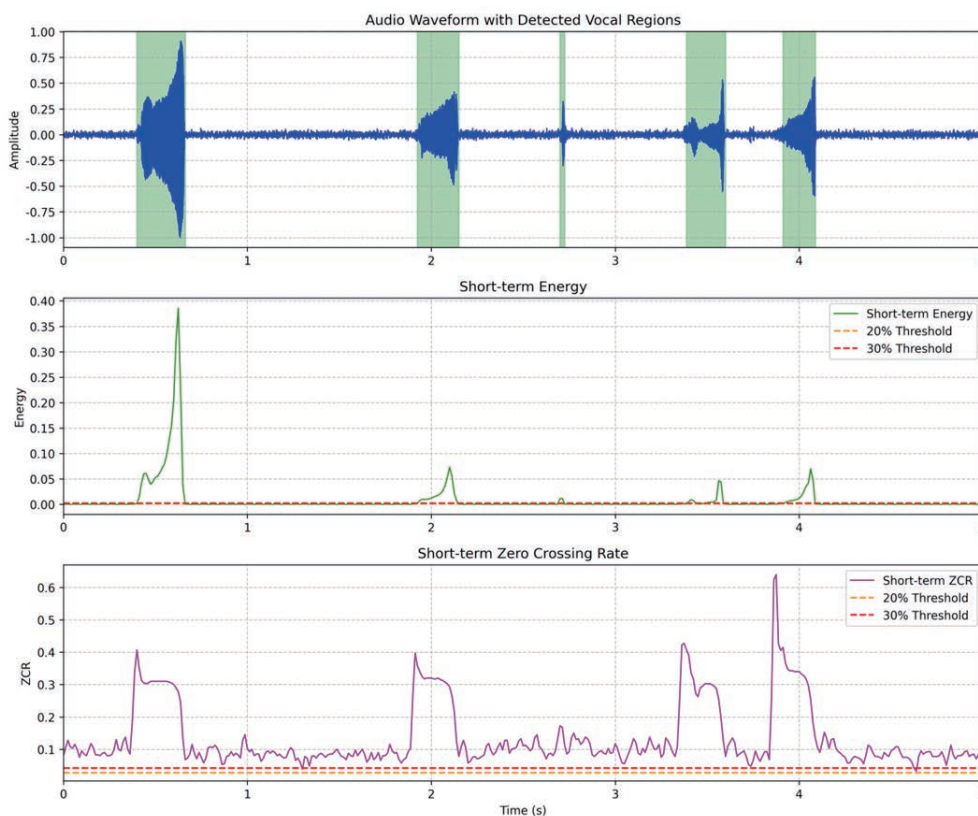 Audio Waveform with Detected Vocal Regions
1.00
0.75
0.50
0.25
0.00
-0.25
-0.50
-0.75
-1.00
Amplitude
0 1 2 3 4
Short-term Energy
0.40
0.35
0.30
0.25
0.20
0.15
0.10
0.05
0.00
Energy
Short-term Energy
20% Threshold
30% Threshold
0 1 2 3 4
Short-term Zero Crossing Rate
0.6
0.5
0.4
0.3
0.2
0.1
ZCR
Short-term ZCR
20% Threshold
30% Threshold
0 1 2 3 4
Time (s)